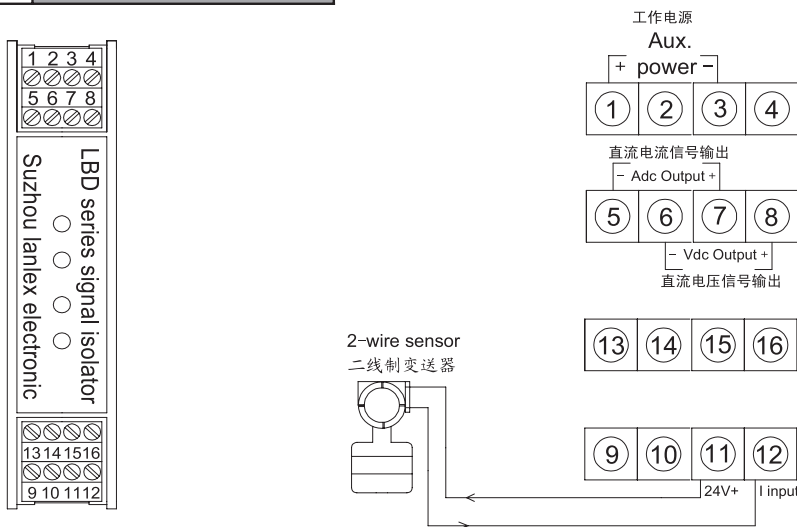 1 2 3 4
5 6 7 8
LBD series signal isolator
Suzhou lanlex electronic
13 14 15 16
9 10 11 12
工作电源
Aux.
+ power −
1 2 3 4
直流电流信号输出
− Adc Output +
5 6 7 8
− Vdc Output +
直流电压信号输出
13 14 15 16
2-wire sensor
二线制变送器
9 10 11 12
24V+ I input